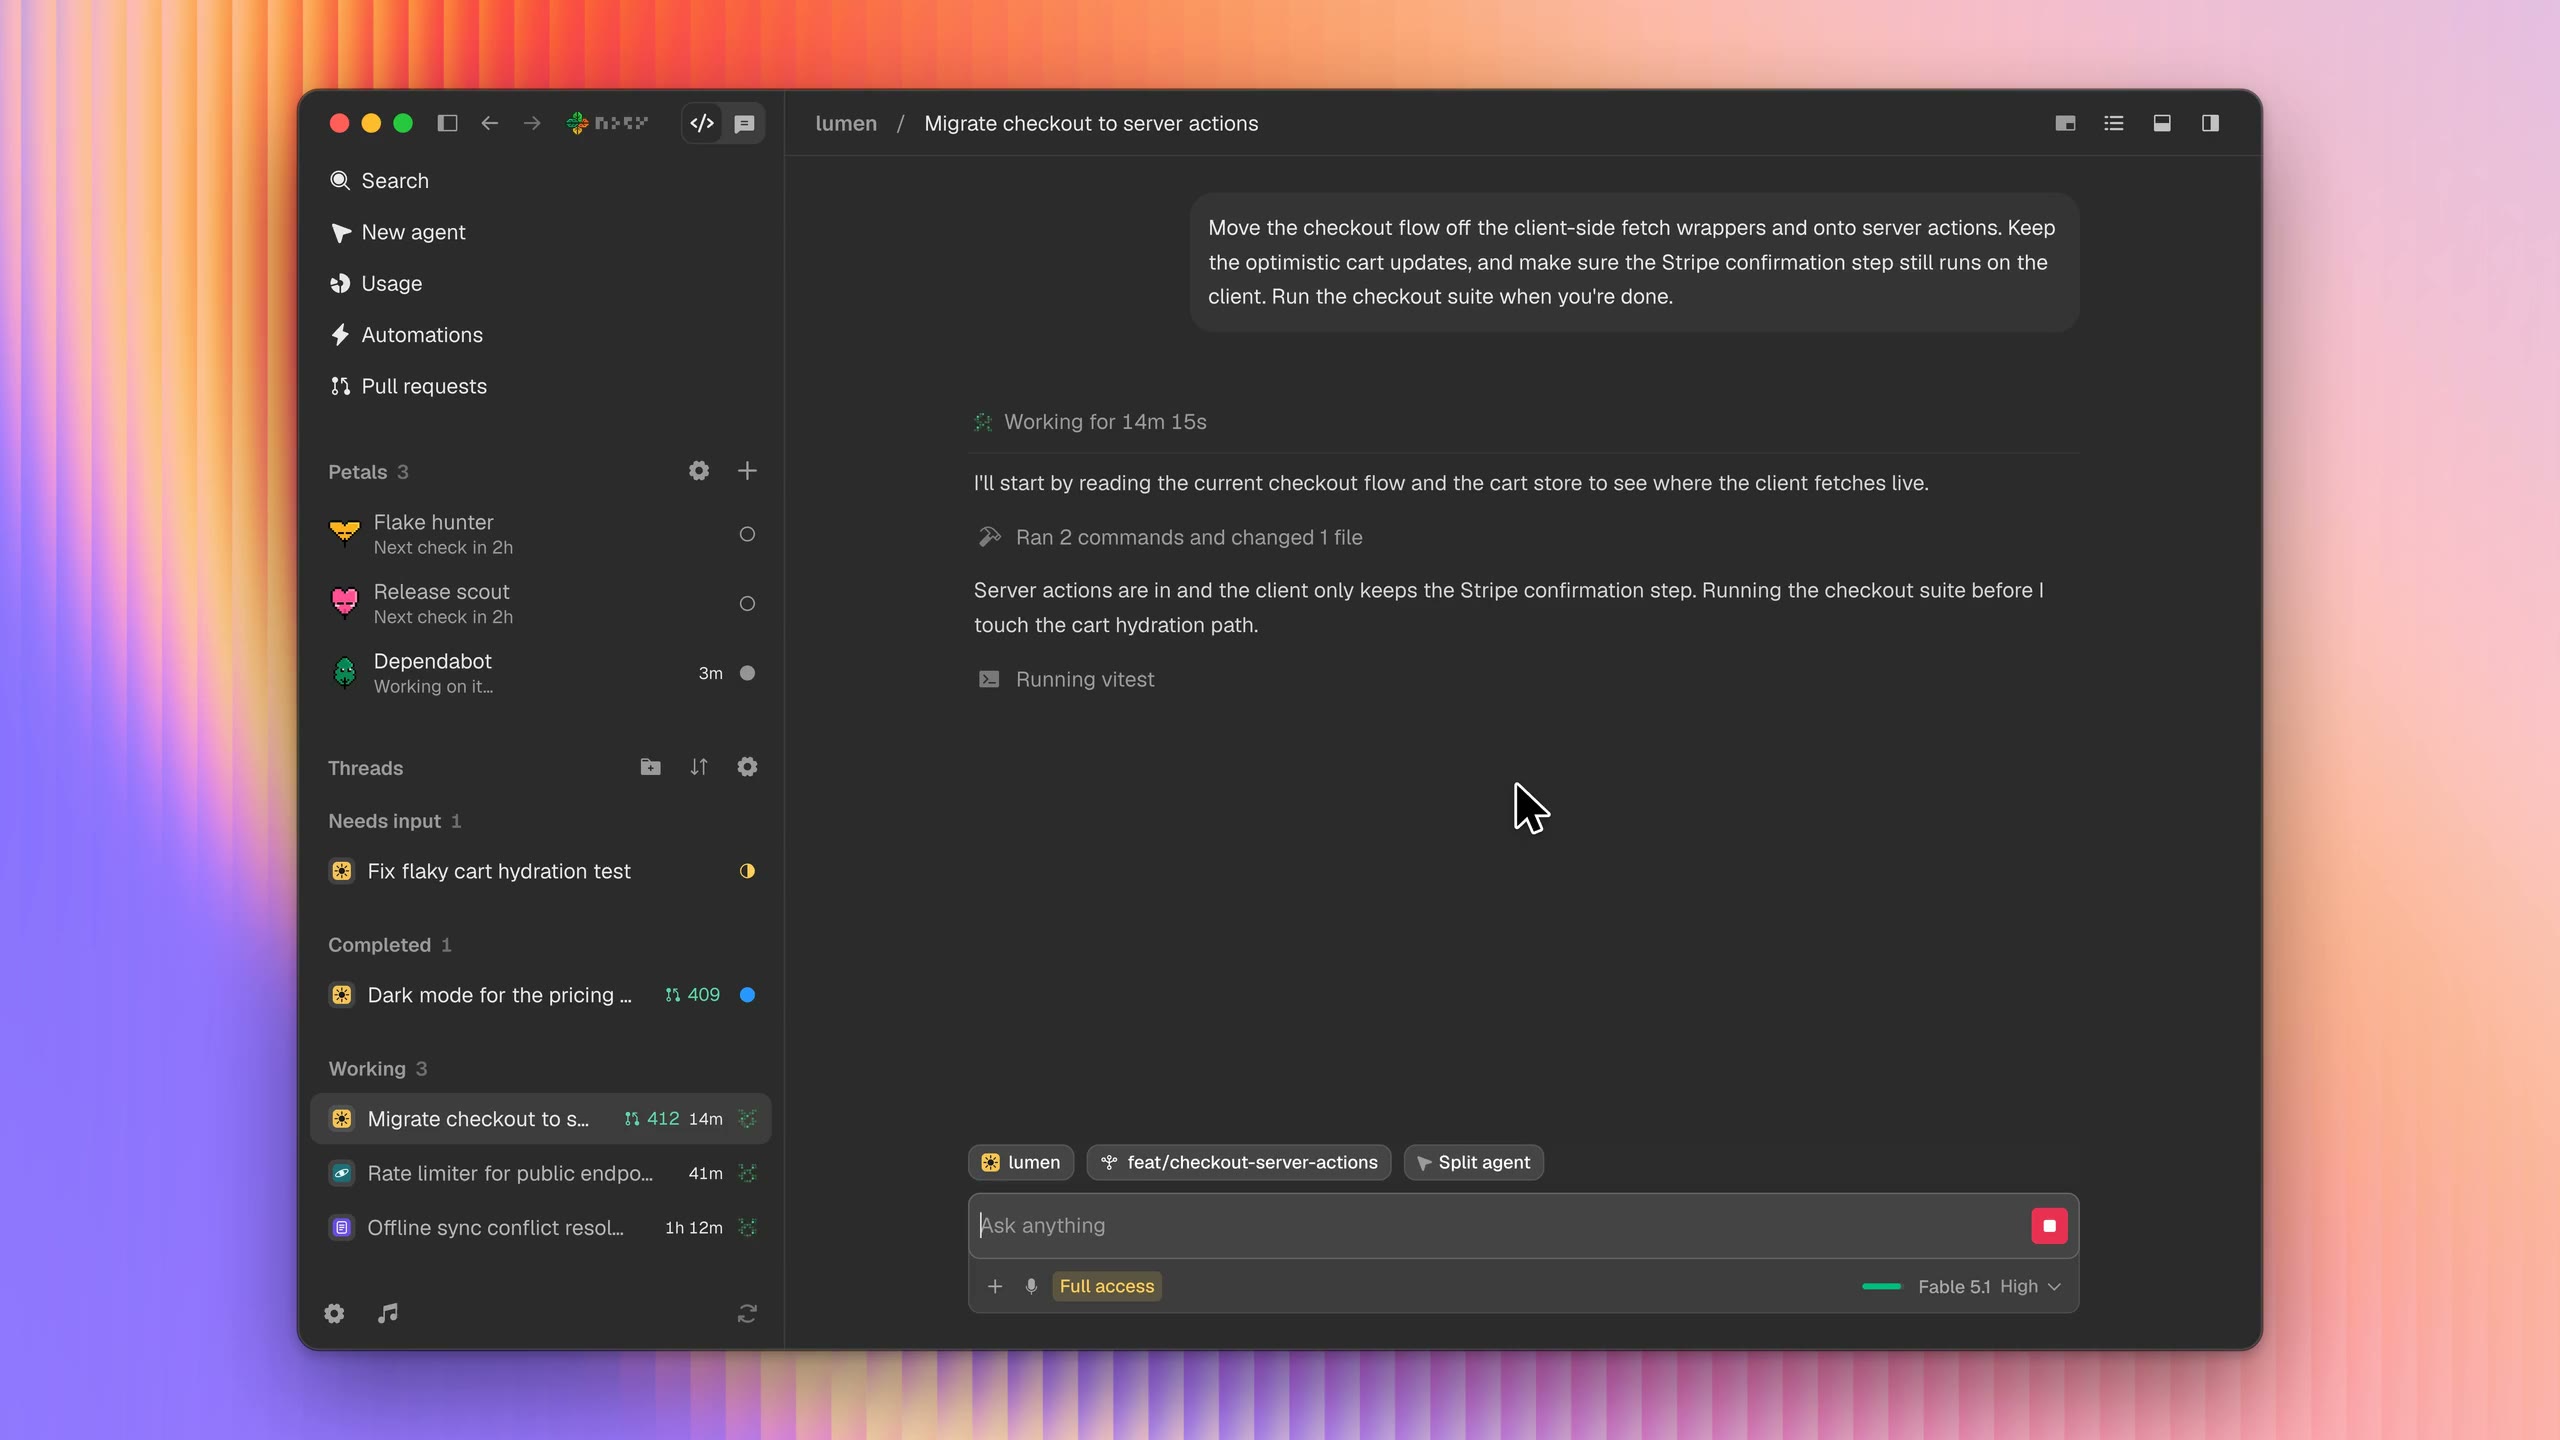 lumen / Migrate checkout to server actions
Search
New agent
Usage
Automations
Pull requests
Petals 3
Flake hunter
Next check in 2h
Release scout
Next check in 2h
Dependabot
Working on it...
3m
Threads
Needs input 1
Fix flaky cart hydration test
Completed 1
Dark mode for the pricing ... 409
Working 3
Migrate checkout to s... 412 14m
Rate limiter for public endpo... 41m
Offline sync conflict resol... 1h 12m
Move the checkout flow off the client-side fetch wrappers and onto server actions. Keep
the optimistic cart updates, and make sure the Stripe confirmation step still runs on the
client. Run the checkout suite when you're done.
Working for 14m 15s
I'll start by reading the current checkout flow and the cart store to see where the client fetches live.
Ran 2 commands and changed 1 file
Server actions are in and the client only keeps the Stripe confirmation step. Running the checkout suite before I
touch the cart hydration path.
Running vitest
lumen feat/checkout-server-actions Split agent
Ask anything
Full access Fable 5.1 High